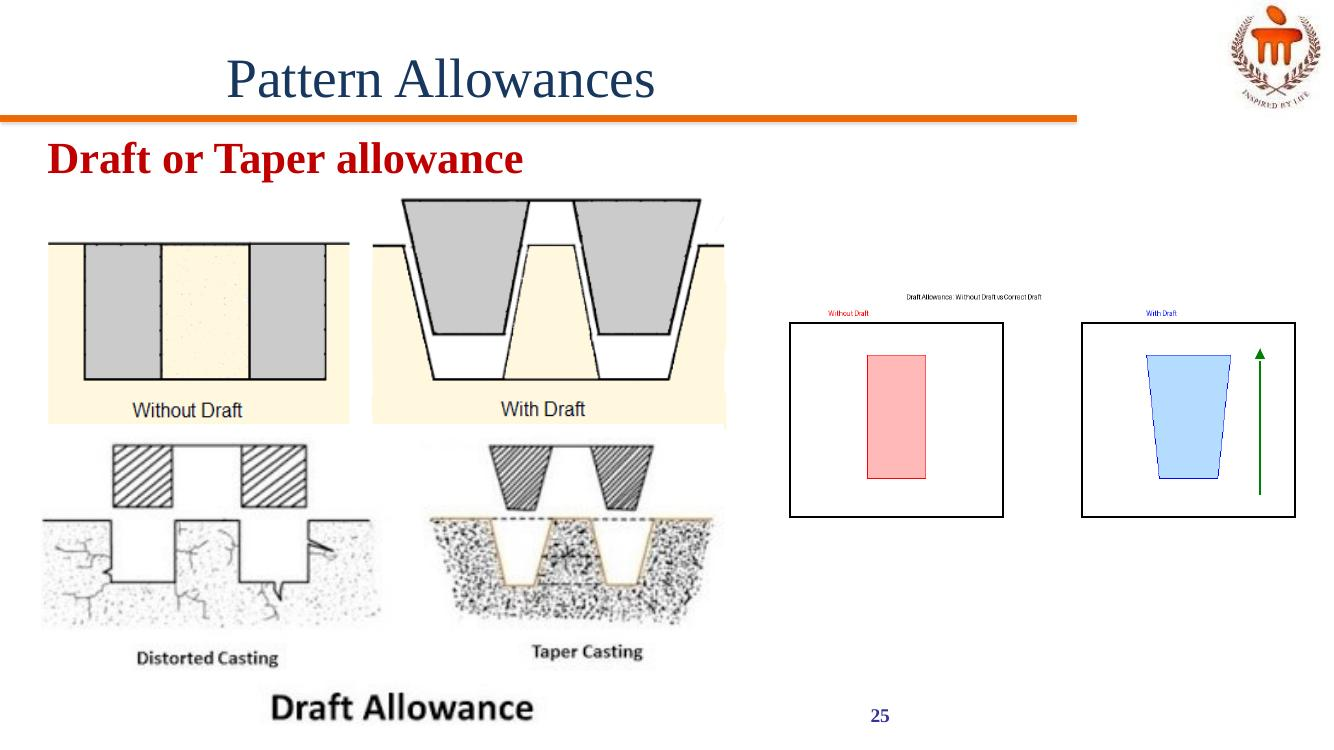 Pattern Allowances
INSPIRED BY LIFE
Draft or Taper allowance
Without Draft
With Draft
Draft Allowance: Without Draft vs Correct Draft
Without Draft
With Draft
Distorted Casting
Taper Casting
Draft Allowance
25